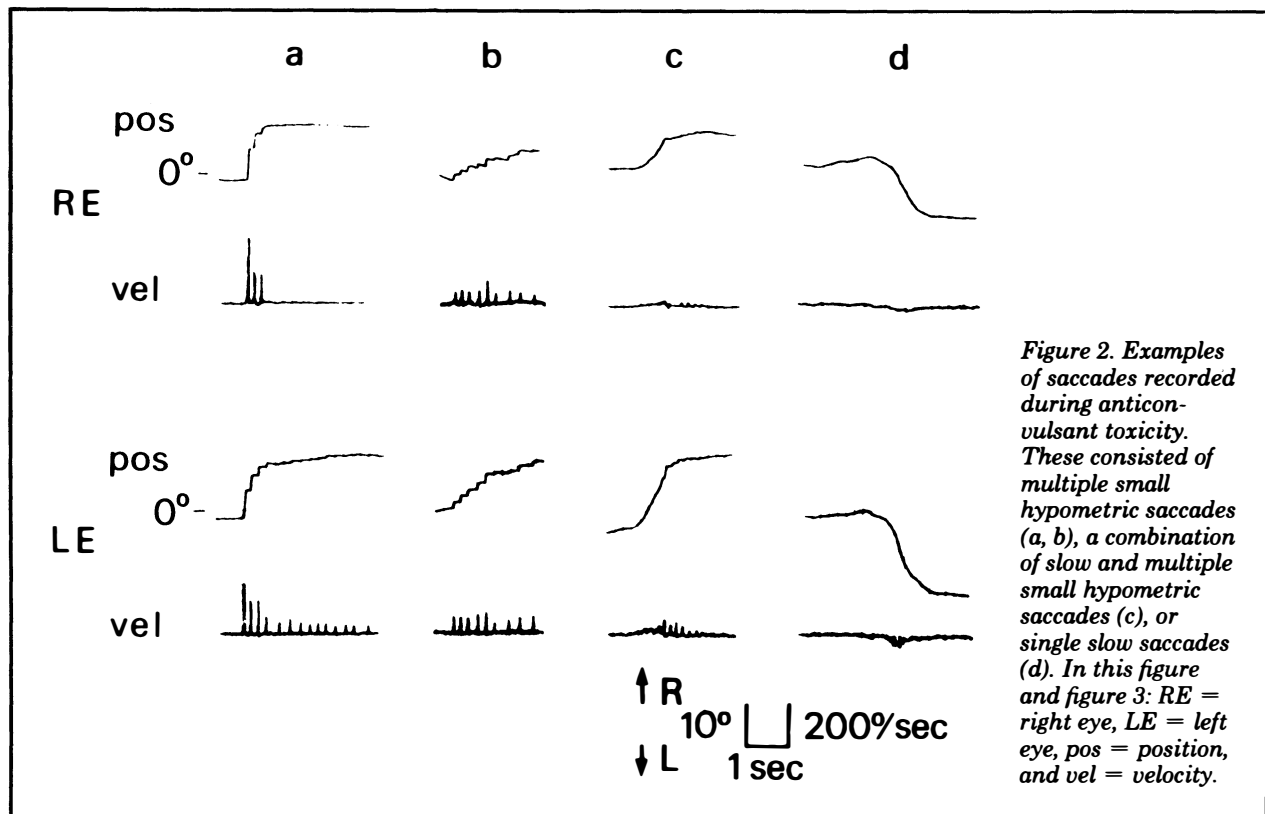 a b c d
pos
0° -
RE
vel
pos
0° -
LE
vel
↑ R
10° 200°/sec
↓ L
1 sec
Figure 2. Examples
of saccades recorded
during anticon-
vulsant toxicity.
These consisted of
multiple small
hypometric saccades
(a, b), a combination
of slow and multiple
small hypometric
saccades (c), or
single slow saccades
(d). In this figure
and figure 3: RE =
right eye, LE = left
eye, pos = position,
and vel = velocity.